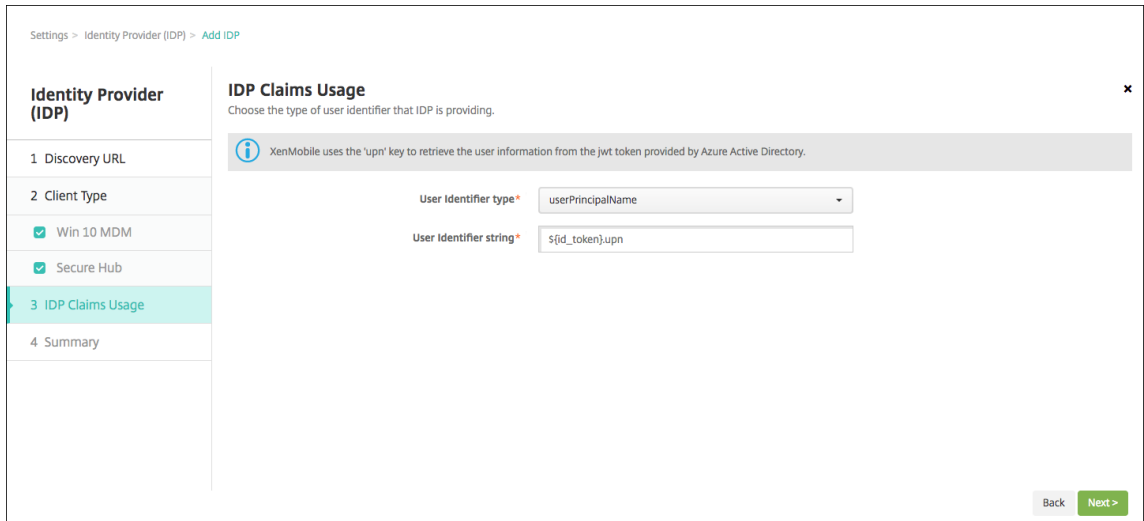 Settings > Identity Provider (IDP) > Add IDP
Identity Provider
(IDP)
1 Discovery URL
2 Client Type
Win 10 MDM
Secure Hub
3 IDP Claims Usage
4 Summary
IDP Claims Usage
Choose the type of user identifier that IDP is providing.
XenMobile uses the 'upn' key to retrieve the user information from the jwt token provided by Azure Active Directory.
User Identifier type* userPrincipalName
User Identifier string* ${id_token}.upn
Back Next >